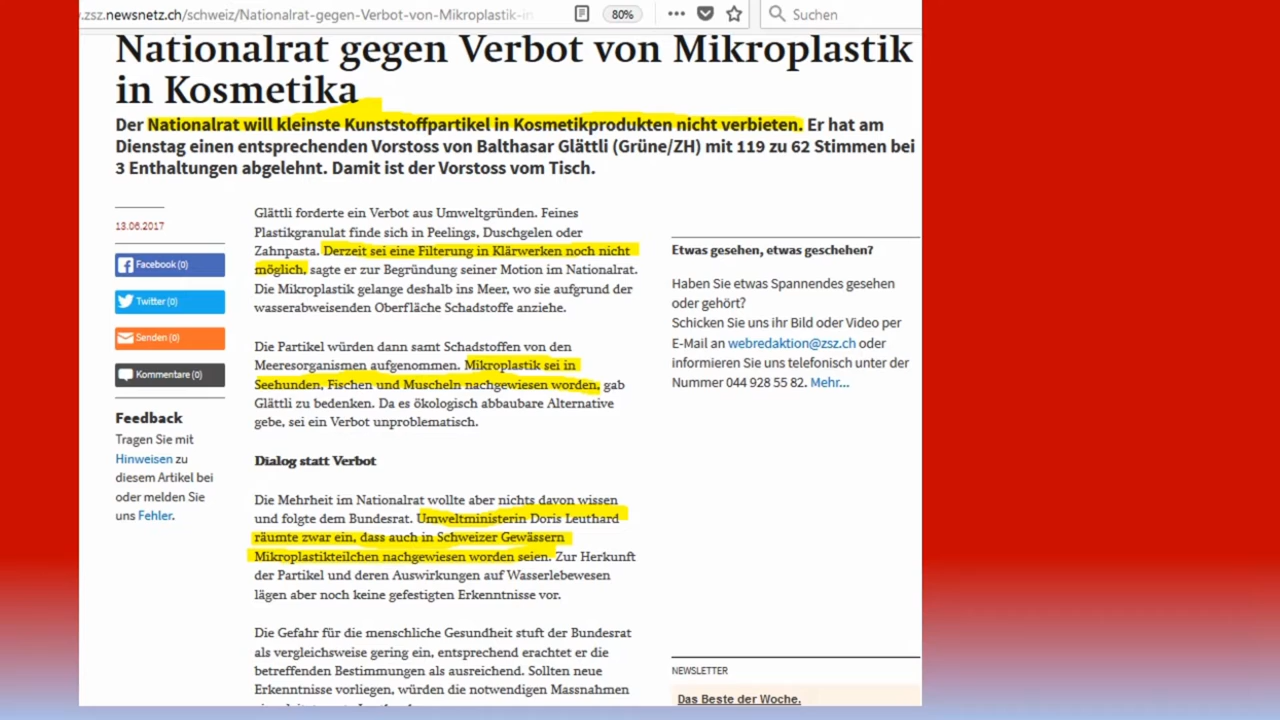 .zsz.newsnetz.ch/schweiz/Nationalrat-gegen-Verbot-von-Mikroplastik-in
80%
Suchen
Nationalrat gegen Verbot von Mikroplastik
in Kosmetika
Der Nationalrat will kleinste Kunststoffpartikel in Kosmetikprodukten nicht verbieten. Er hat am
Dienstag einen entsprechenden Vorstoss von Balthasar Glättli (Grüne/ZH) mit 119 zu 62 Stimmen bei
3 Enthaltungen abgelehnt. Damit ist der Vorstoss vom Tisch.
13.06.2017
Facebook (0)
Twitter (0)
Senden (0)
Kommentare (0)
Feedback
Tragen Sie mit
Hinweisen zu
diesem Artikel bei
oder melden Sie
uns Fehler.
Glättli forderte ein Verbot aus Umweltgründen. Feines
Plastikgranulat finde sich in Peelings, Duschgelen oder
Zahnpasta. Derzeit sei eine Filterung in Klärwerken noch nicht
möglich, sagte er zur Begründung seiner Motion im Nationalrat.
Die Mikroplastik gelange deshalb ins Meer, wo sie aufgrund der
wasserabweisenden Oberfläche Schadstoffe anziehe.
Die Partikel würden dann samt Schadstoffen von den
Meeresorganismen aufgenommen. Mikroplastik sei in
Seehunden, Fischen und Muscheln nachgewiesen worden, gab
Glättli zu bedenken. Da es ökologisch abbaubare Alternative
gebe, sei ein Verbot unproblematisch.
Dialog statt Verbot
Die Mehrheit im Nationalrat wollte aber nichts davon wissen
und folgte dem Bundesrat. Umweltministerin Doris Leuthard
räumte zwar ein, dass auch in Schweizer Gewässern
Mikroplastikteilchen nachgewiesen worden seien. Zur Herkunft
der Partikel und deren Auswirkungen auf Wasserlebewesen
lägen aber noch keine gefestigten Erkenntnisse vor.
Die Gefahr für die menschliche Gesundheit stuft der Bundesrat
als vergleichsweise gering ein, entsprechend erachtet er die
betreffenden Bestimmungen als ausreichend. Sollten neue
Erkenntnisse vorliegen, würden die notwendigen Massnahmen
Etwas gesehen, etwas geschehen?
Haben Sie etwas Spannendes gesehen
oder gehört?
Schicken Sie uns ihr Bild oder Video per
E-Mail an webredaktion@zsz.ch oder
informieren Sie uns telefonisch unter der
Nummer 044 928 55 82. Mehr...
NEWSLETTER
Das Beste der Woche.